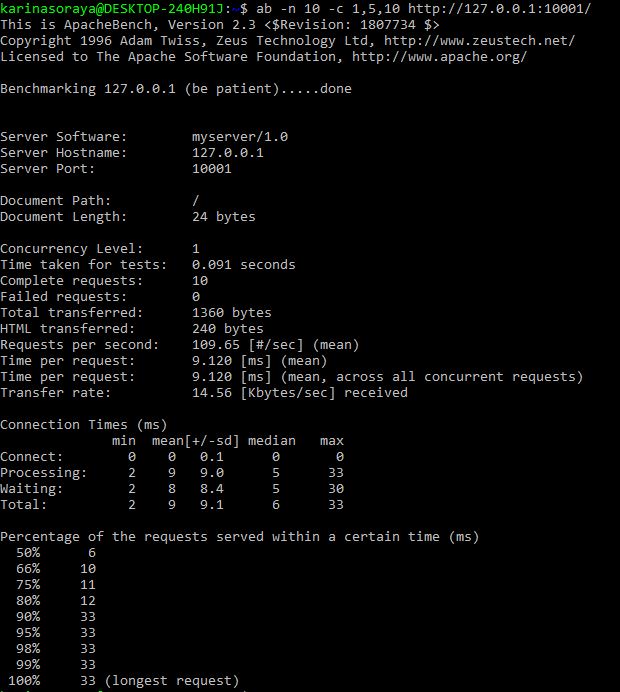 karinasoraya@DESKTOP-240H91J:~$ ab -n 10 -c 1,5,10 http://127.0.0.1:10001/
This is ApacheBench, Version 2.3 <$Revision: 1807734 $>
Copyright 1996 Adam Twiss, Zeus Technology Ltd, http://www.zeustech.net/
Licensed to The Apache Software Foundation, http://www.apache.org/

Benchmarking 127.0.0.1 (be patient).....done


Server Software:        myserver/1.0
Server Hostname:        127.0.0.1
Server Port:            10001

Document Path:          /
Document Length:        24 bytes

Concurrency Level:      1
Time taken for tests:   0.091 seconds
Complete requests:      10
Failed requests:        0
Total transferred:      1360 bytes
HTML transferred:       240 bytes
Requests per second:    109.65 [#/sec] (mean)
Time per request:       9.120 [ms] (mean)
Time per request:       9.120 [ms] (mean, across all concurrent requests)
Transfer rate:          14.56 [Kbytes/sec] received

Connection Times (ms)
              min  mean[+/-sd] median   max
Connect:        0    0   0.1      0       0
Processing:     2    9   9.0      5      33
Waiting:        2    8   8.4      5      30
Total:          2    9   9.1      6      33

Percentage of the requests served within a certain time (ms)
  50%      6
  66%     10
  75%     11
  80%     12
  90%     33
  95%     33
  98%     33
  99%     33
 100%     33 (longest request)